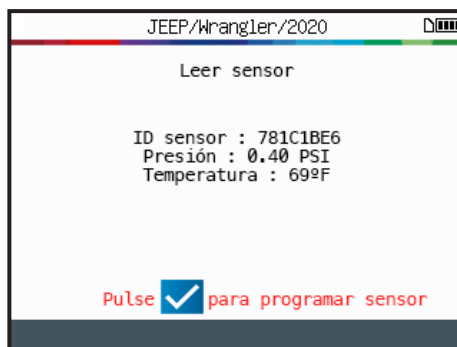 JEEP/Wrangler/2020
Leer sensor
ID sensor : 781C1BE6
Presión : 0.40 PSI
Temperatura : 69ºF
Pulse para programar sensor